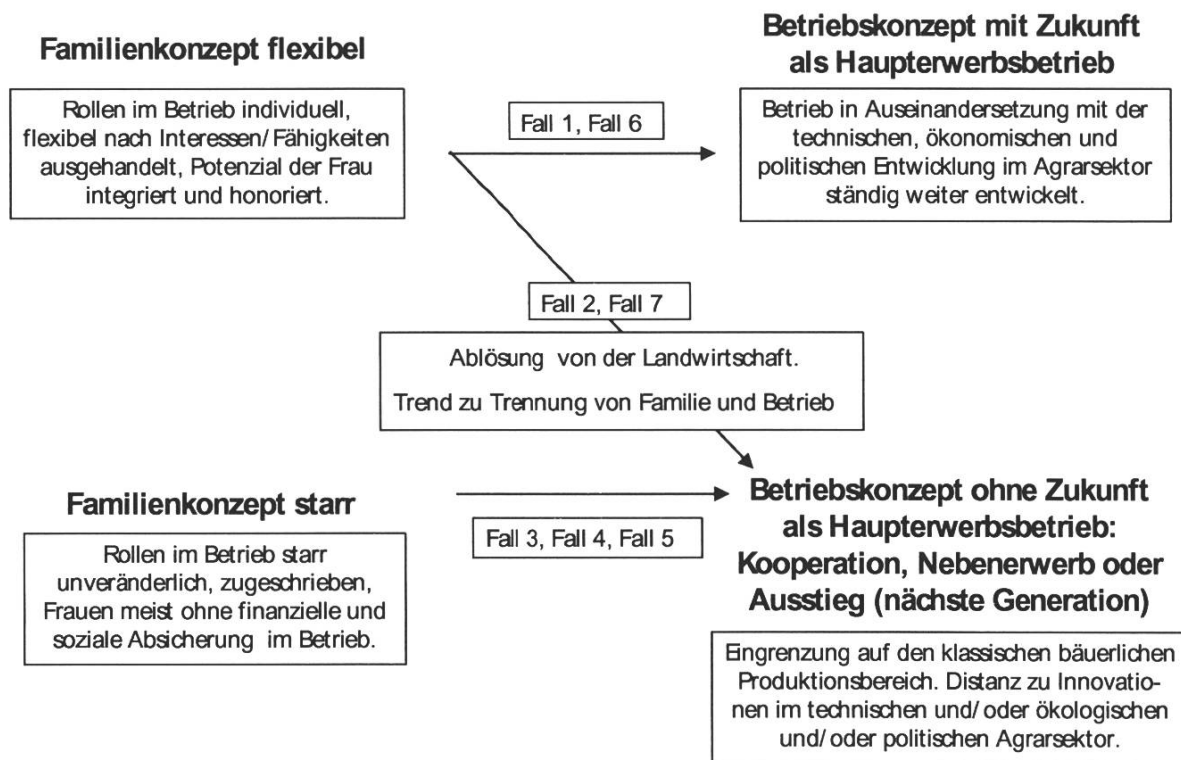 Familienkonzept flexibel
Rollen im Betrieb individuell,
flexibel nach Interessen/ Fähigkeiten
ausgehandelt, Potenzial der Frau
integriert und honoriert.
Fall 1, Fall 6
Betriebskonzept mit Zukunft
als Haupterwerbsbetrieb
Betrieb in Auseinandersetzung mit der
technischen, ökonomischen und
politischen Entwicklung im Agrarsektor
ständig weiter entwickelt.
Fall 2, Fall 7
Ablösung von der Landwirtschaft.
Trend zu Trennung von Familie und Betrieb
Familienkonzept starr
Rollen im Betrieb starr
unveränderlich, zugeschrieben,
Frauen meist ohne finanzielle und
soziale Absicherung im Betrieb.
Fall 3, Fall 4, Fall 5
Betriebskonzept ohne Zukunft
als Haupterwerbsbetrieb:
Kooperation, Nebenerwerb oder
Ausstieg (nächste Generation)
Eingrenzung auf den klassischen bäuerlichen
Produktionsbereich. Distanz zu Innovatio-
nen im technischen und/ oder ökologischen
und/ oder politischen Agrarsektor.